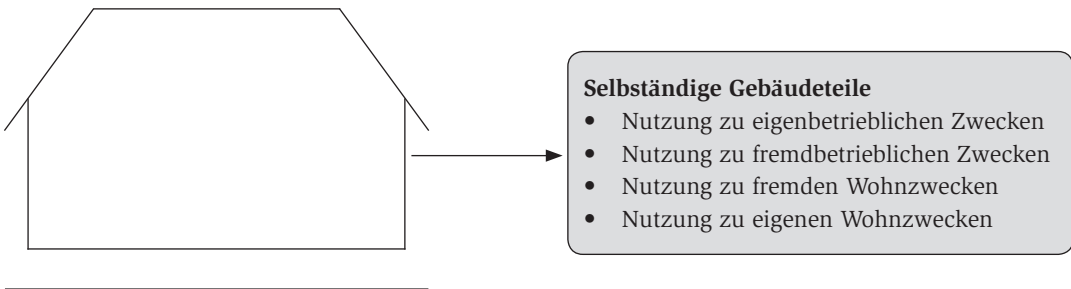 Selbständige Gebäudeteile
• Nutzung zu eigenbetrieblichen Zwecken
• Nutzung zu fremdbetrieblichen Zwecken
• Nutzung zu fremden Wohnzwecken
• Nutzung zu eigenen Wohnzwecken